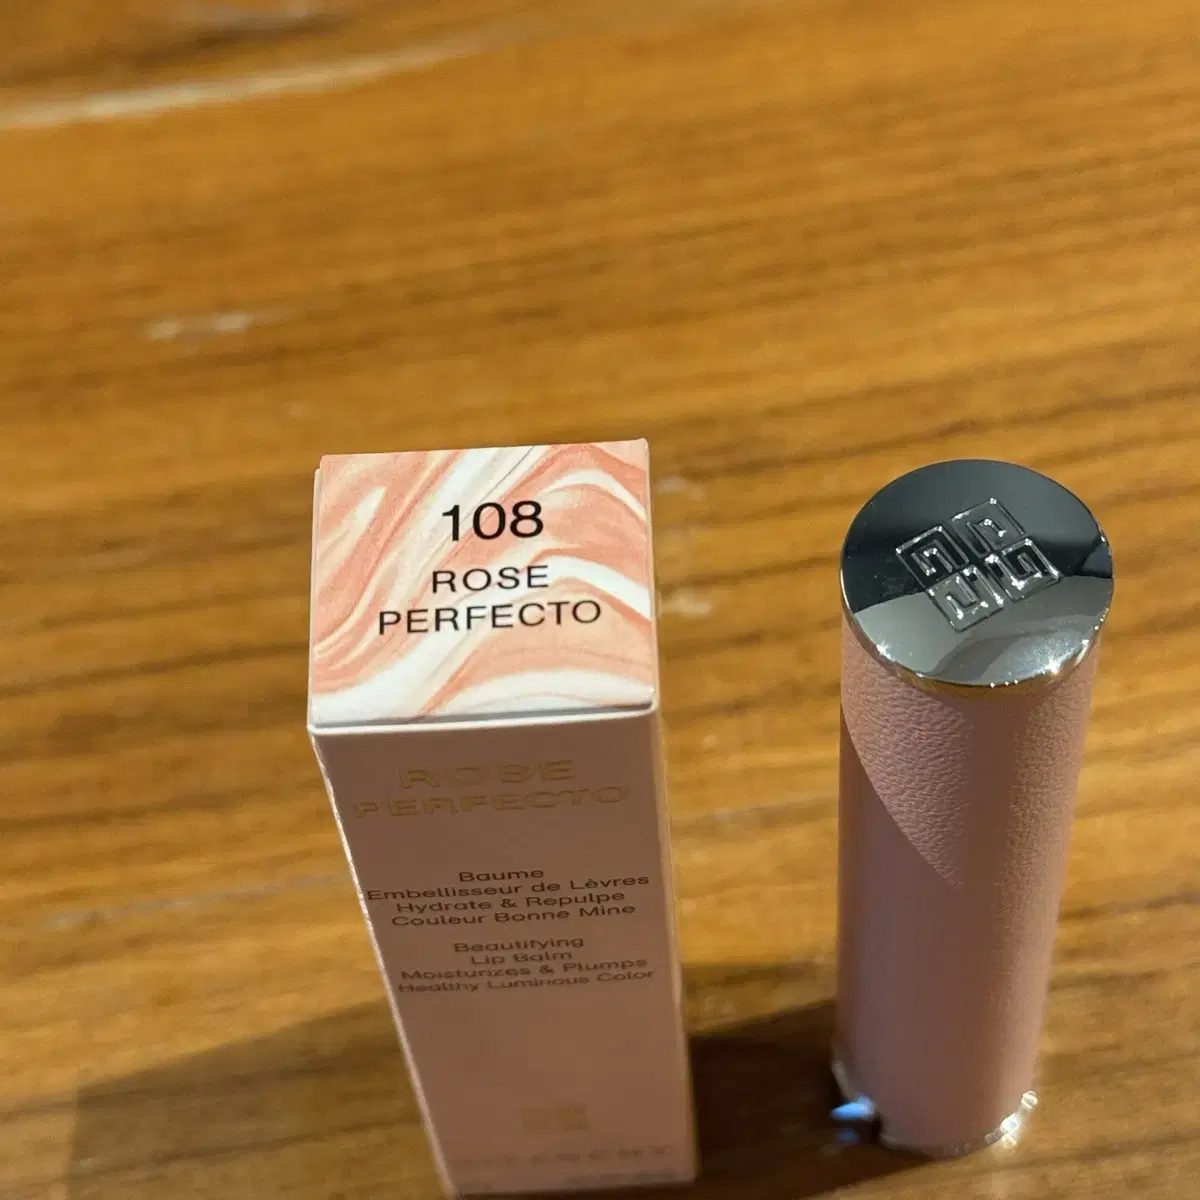 108
ROSE
PERFECTO
ROSE
PERFECTO
Baume
Embellisseur de Lèvres
Hydrate & Repulpe
Couleur Bonne Mine
Beautifying
Lip Balm
Moisturizes & Plumps
Healthy Luminous Color
GIVENCHY